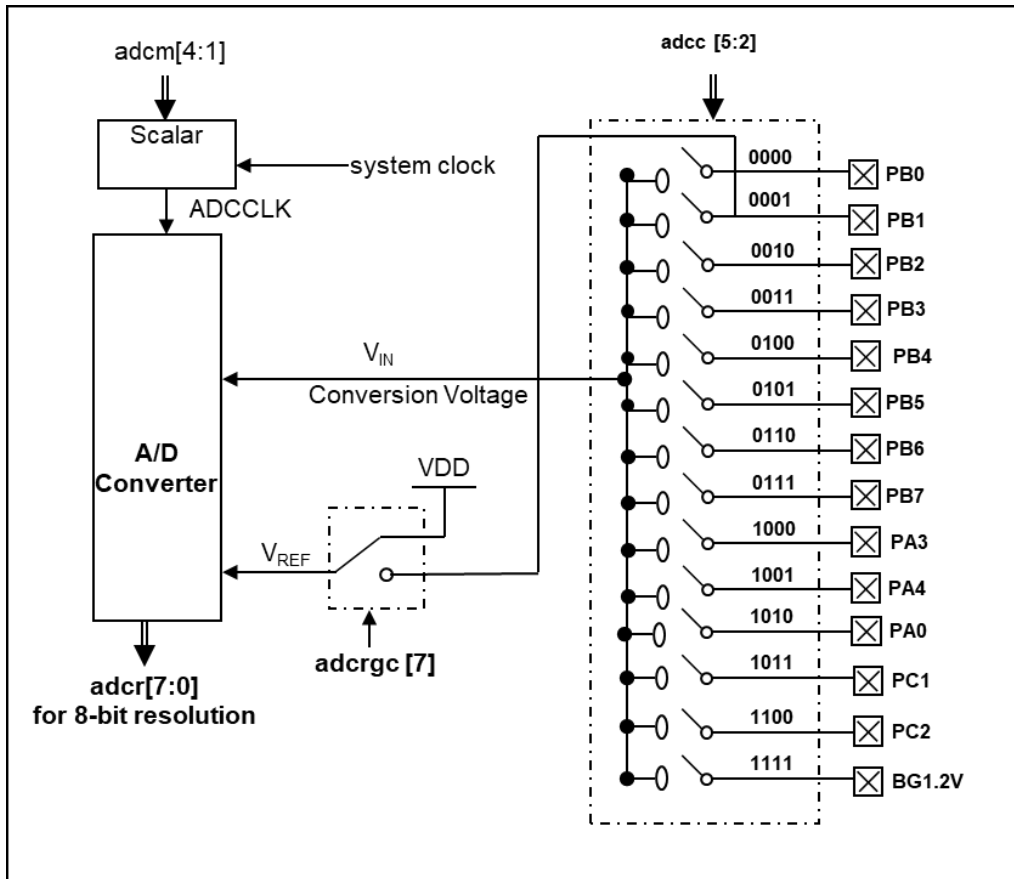 adcm[4:1]
adcc [5:2]
Scalar
system clock
ADCCLK
0000 PB0
0001 PB1
0010 PB2
0011 PB3
0100 PB4
VIN
Conversion Voltage
0101 PB5
0110 PB6
A/D
Converter
VDD
0111 PB7
1000 PA3
VREF
1001 PA4
1010 PA0
adcrgc [7]
1011 PC1
adcr[7:0]
for 8-bit resolution
1100 PC2
1111 BG1.2V